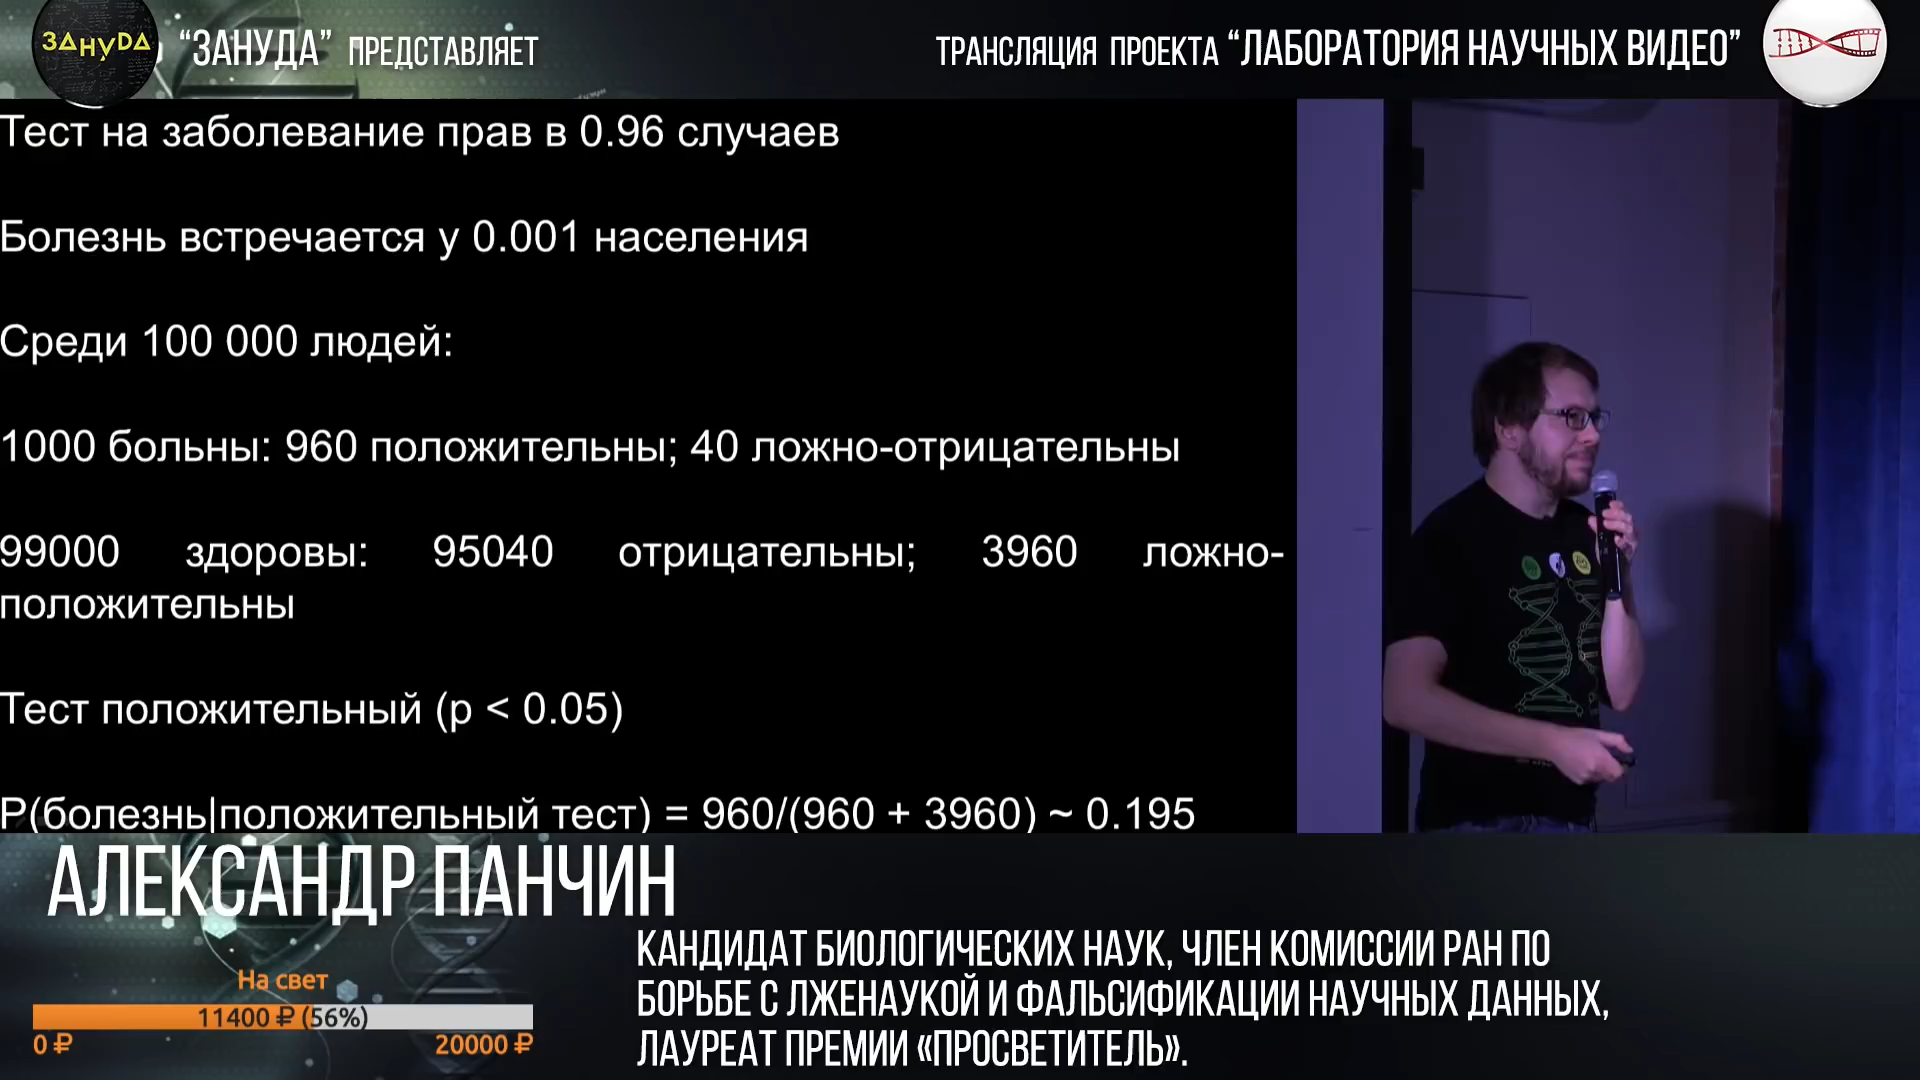 ЗАНУДА
“ЗАНУДА” ПРЕДСТАВЛЯЕТ
ТРАНСЛЯЦИЯ ПРОЕКТА “ЛАБОРАТОРИЯ НАУЧНЫХ ВИДЕО”
Тест на заболевание прав в 0.96 случаев
Болезнь встречается у 0.001 населения
Среди 100 000 людей:
1000 больны: 960 положительны; 40 ложно-отрицательны
99000 здоровы: 95040 отрицательны; 3960 ложно-
положительны
Тест положительный (p < 0.05)
P(болезнь|положительный тест) = 960/(960 + 3960) ~ 0.195
АЛЕКСАНДР ПАНЧИН
КАНДИДАТ БИОЛОГИЧЕСКИХ НАУК, ЧЛЕН КОМИССИИ РАН ПО
БОРЬБЕ С ЛЖЕНАУКОЙ И ФАЛЬСИФИКАЦИИ НАУЧНЫХ ДАННЫХ,
ЛАУРЕАТ ПРЕМИИ «ПРОСВЕТИТЕЛЬ».
На свет
11400 ₽ (56%)
0 ₽ 20000 ₽